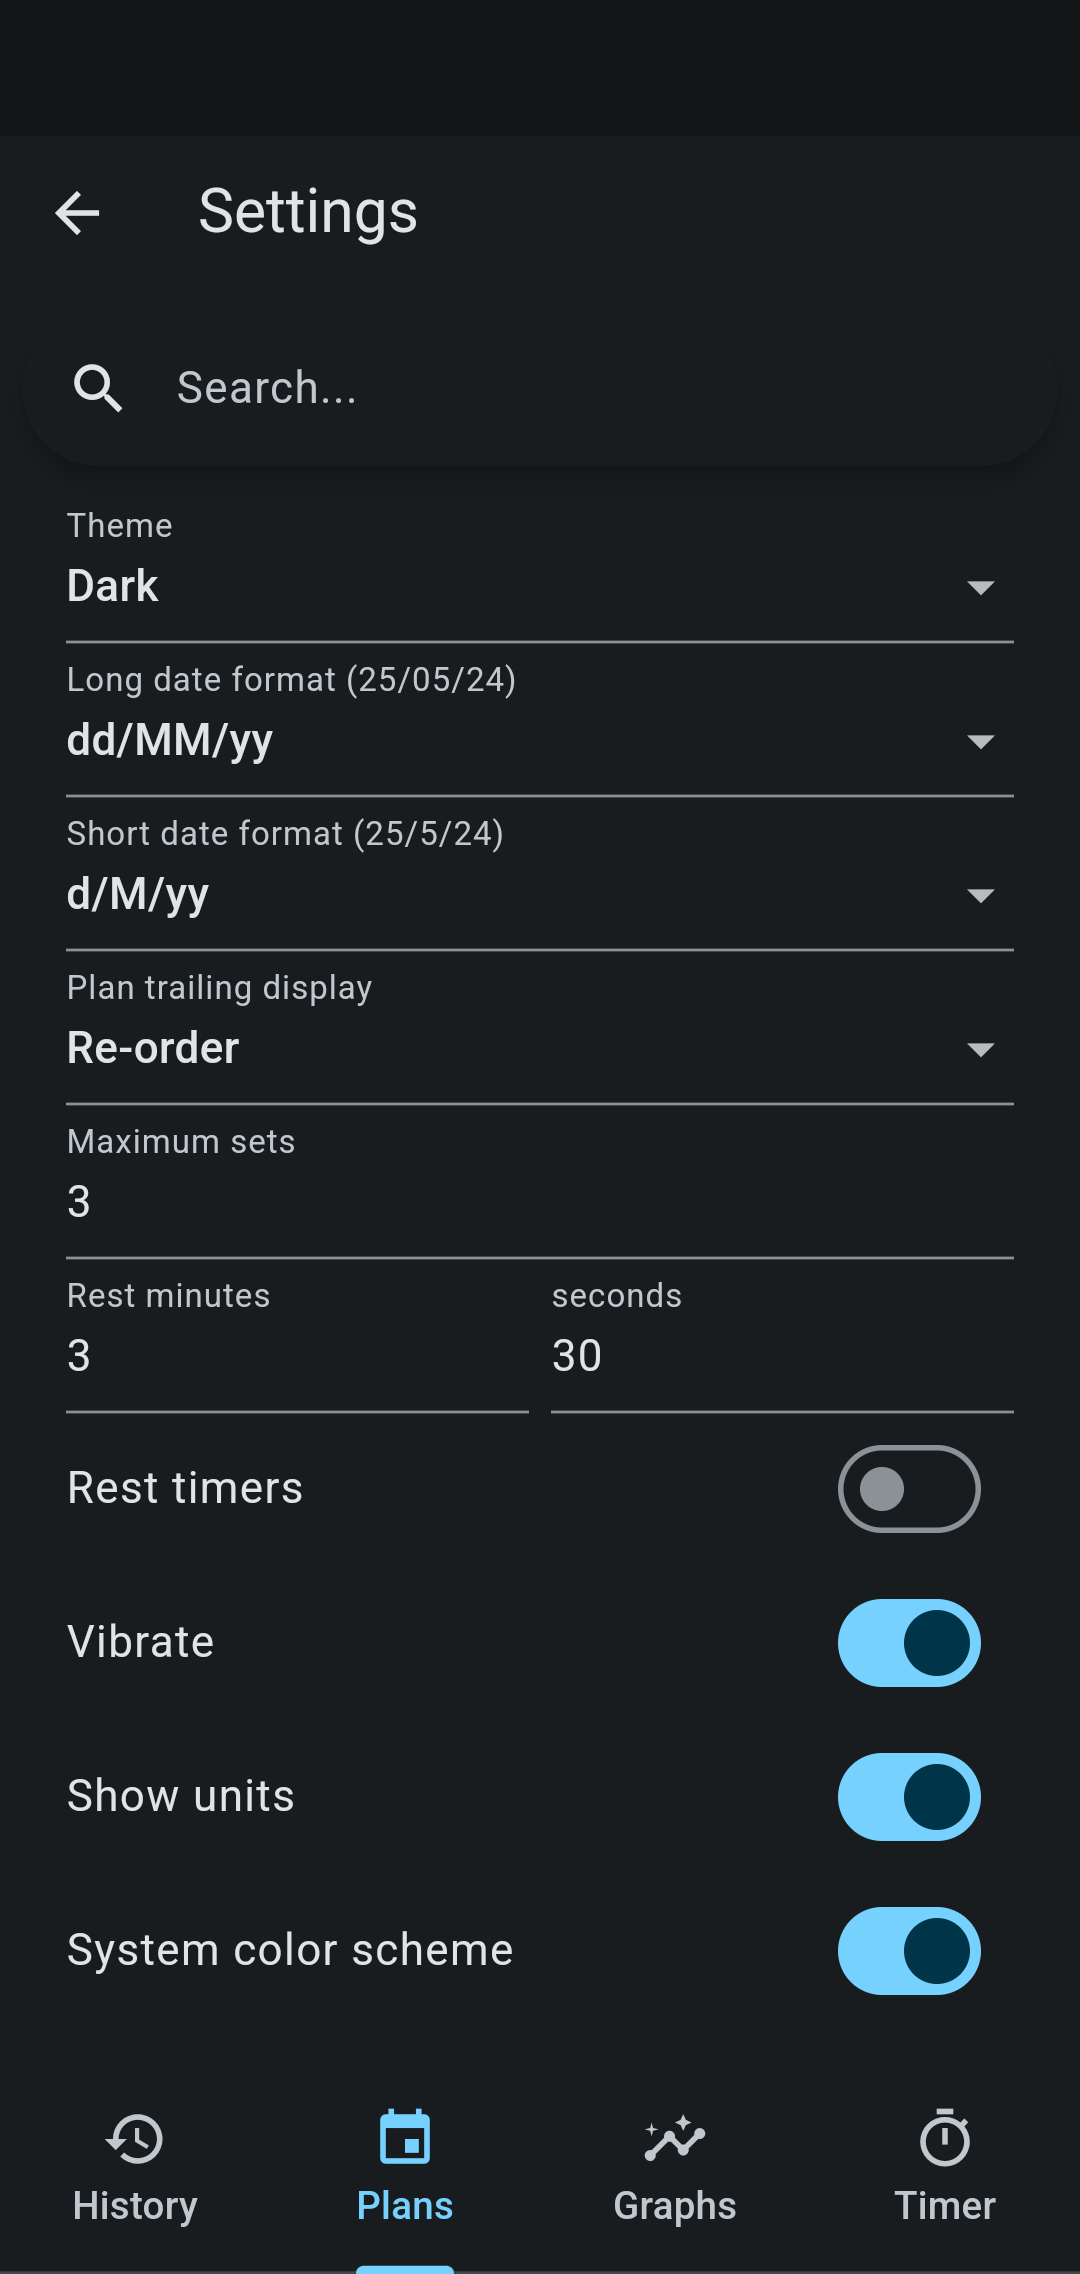 Settings
Search...
Theme
Dark
Long date format (25/05/24)
dd/MM/yy
Short date format (25/5/24)
d/M/yy
Plan trailing display
Re-order
Maximum sets
3
Rest minutes seconds
3 30
Rest timers
Vibrate
Show units
System color scheme
History Plans Graphs Timer